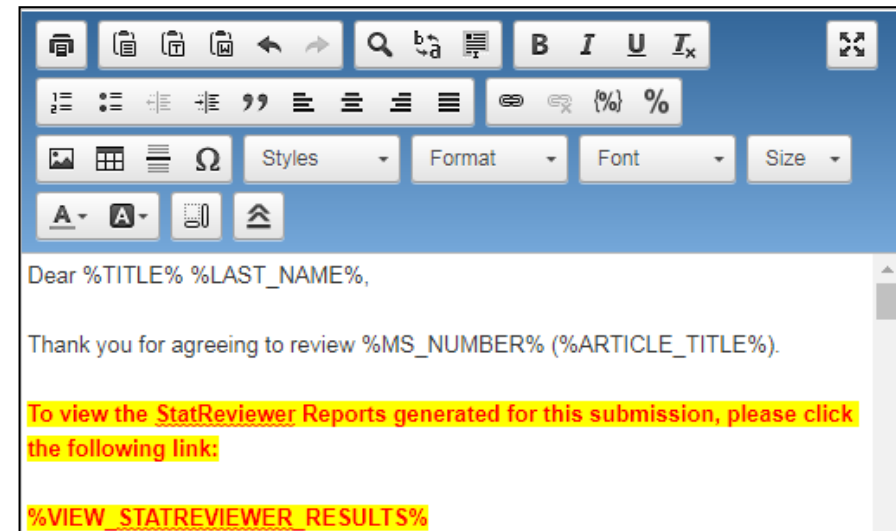 B I U Tx
{%} %
Ω Styles Format Font Size
A A
Dear %TITLE% %LAST_NAME%,
Thank you for agreeing to review %MS_NUMBER% (%ARTICLE_TITLE%).
To view the StatReviewer Reports generated for this submission, please click
the following link:
%VIEW_STATREVIEWER_RESULTS%